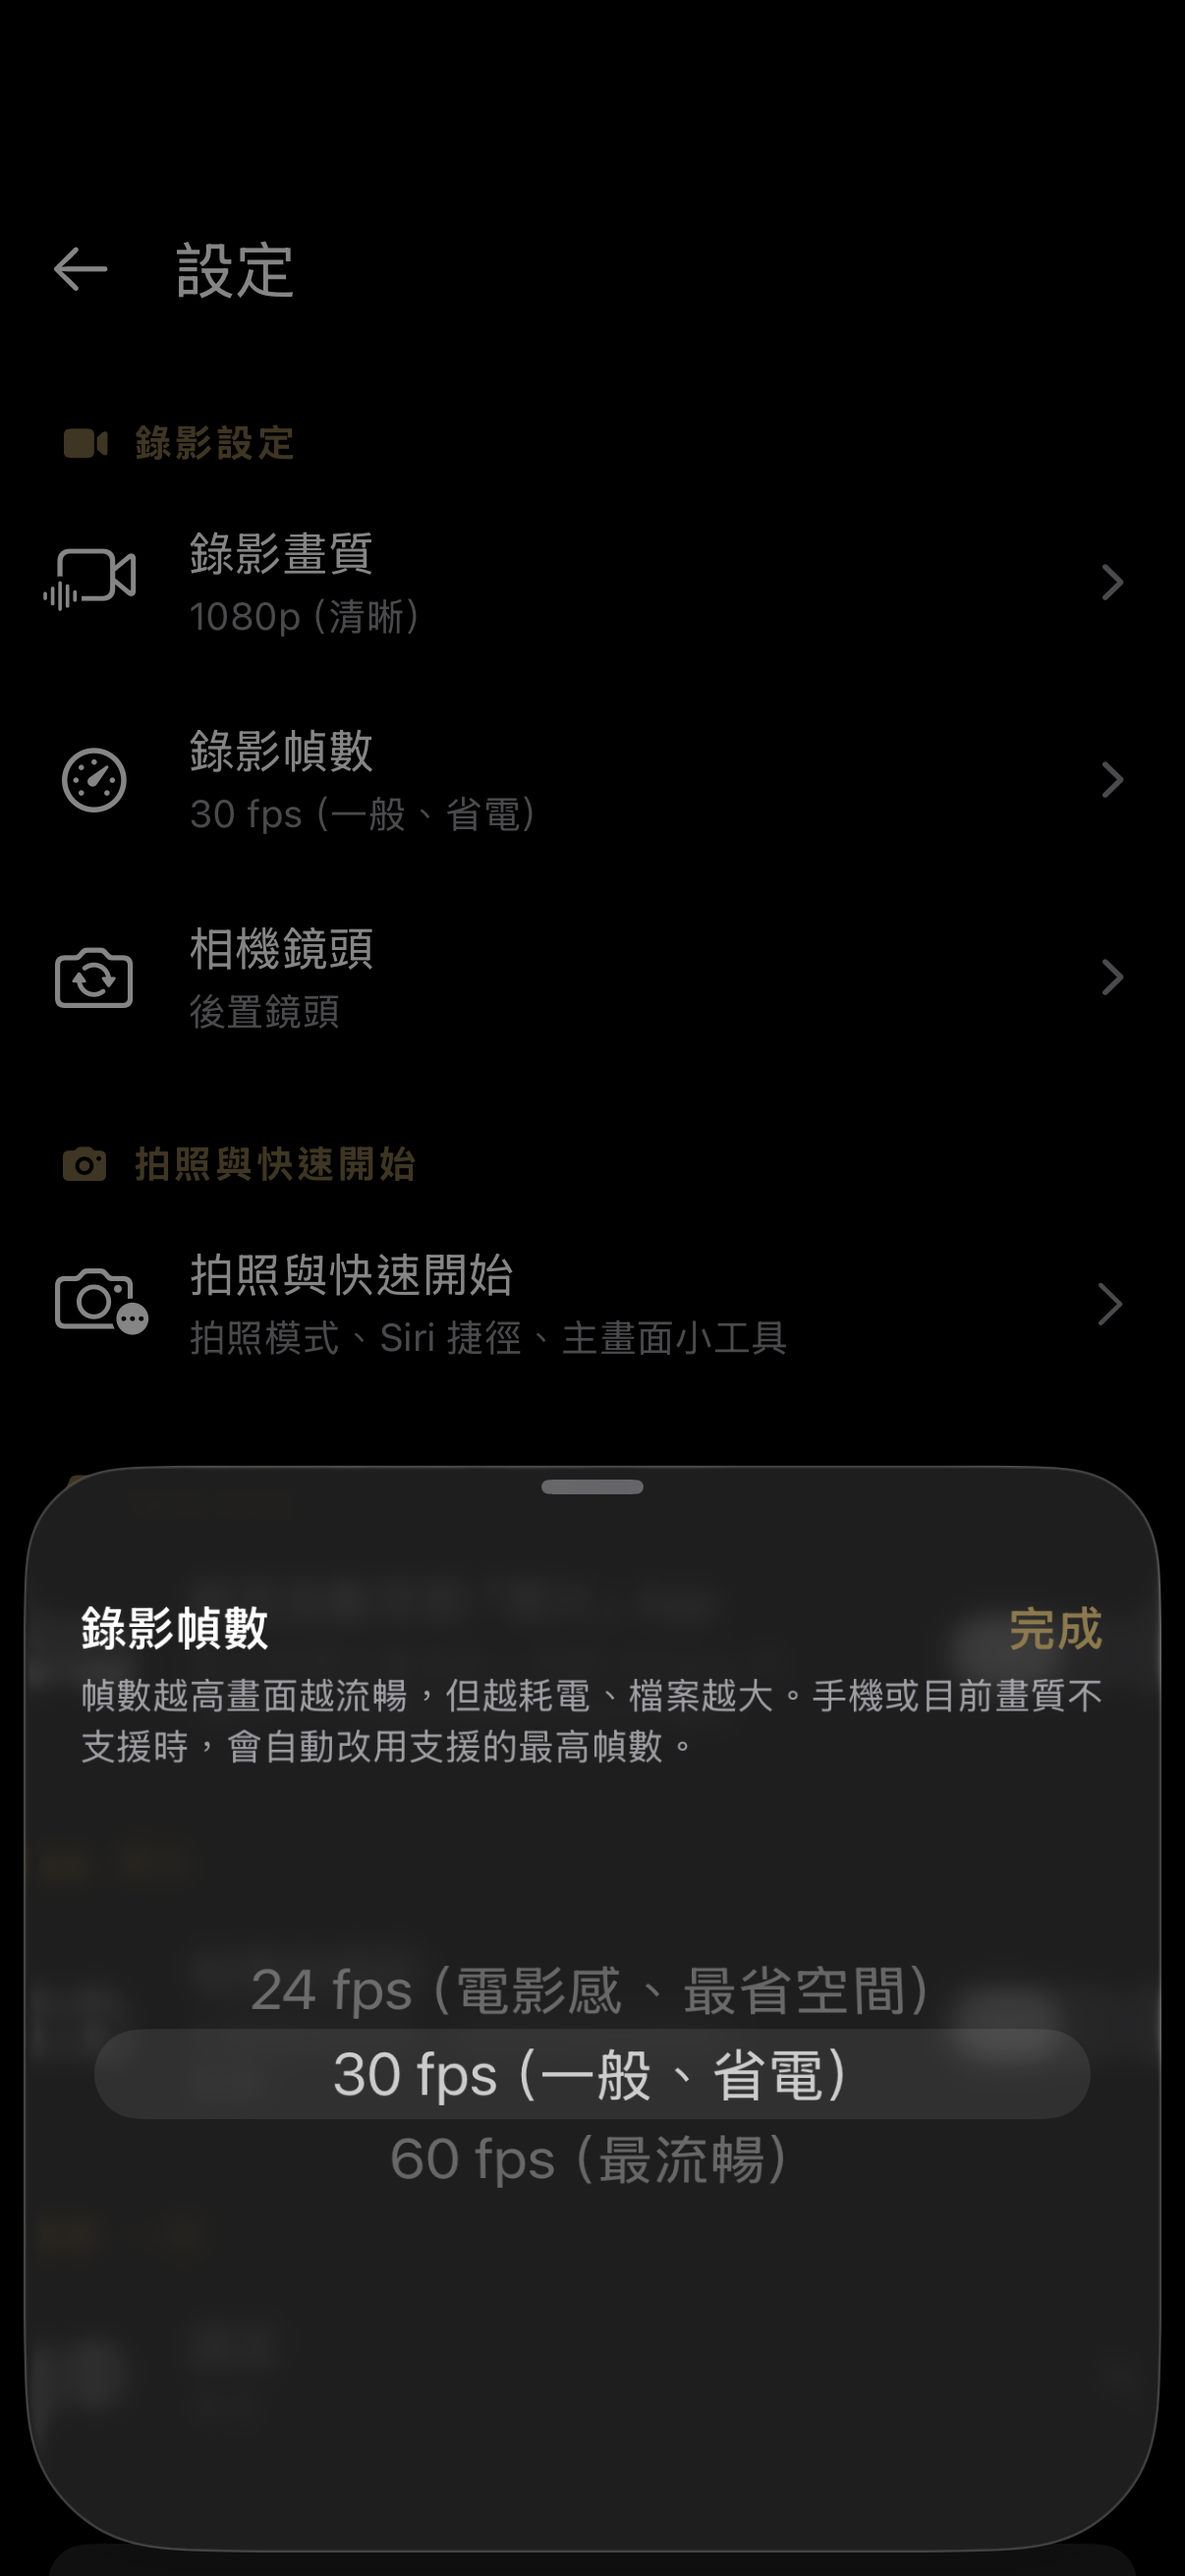 設定
錄影設定
錄影畫質
1080p (清晰)
錄影幀數
30 fps (一般、省電)
相機鏡頭
後置鏡頭
拍照與快速開始
拍照與快速開始
拍照模式、Siri 捷徑、主畫面小工具
錄影幀數
完成
幀數越高畫面越流暢，但越耗電、檔案越大。手機或目前畫質不
支援時，會自動改用支援的最高幀數。
24 fps (電影感、最省空間)
30 fps (一般、省電)
60 fps (最流暢)